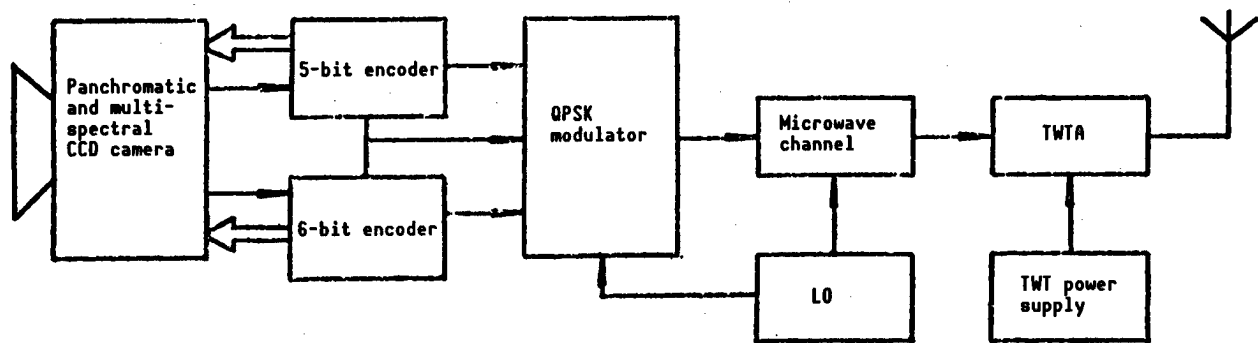 Panchromatic
and multi-
spectral
CCD camera
5-bit encoder
6-bit encoder
QPSK
modulator
Microwave
channel
TWTA
LO
TWT power
supply